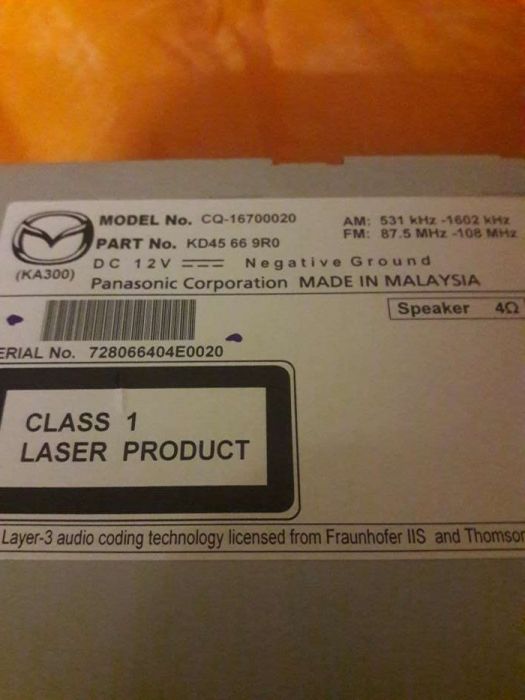 MODEL No. CQ-16700020 AM: 531 kHz -1602 kHz
PART No. KD45 66 9R0 FM: 87.5 MHz -108 MHz
DC 12V Negative Ground
(KA300) Panasonic Corporation MADE IN MALAYSIA
Speaker 4Ω
ERIAL No. 728066404E0020
CLASS 1
LASER PRODUCT
Layer-3 audio coding technology licensed from Fraunhofer IIS and Thomson